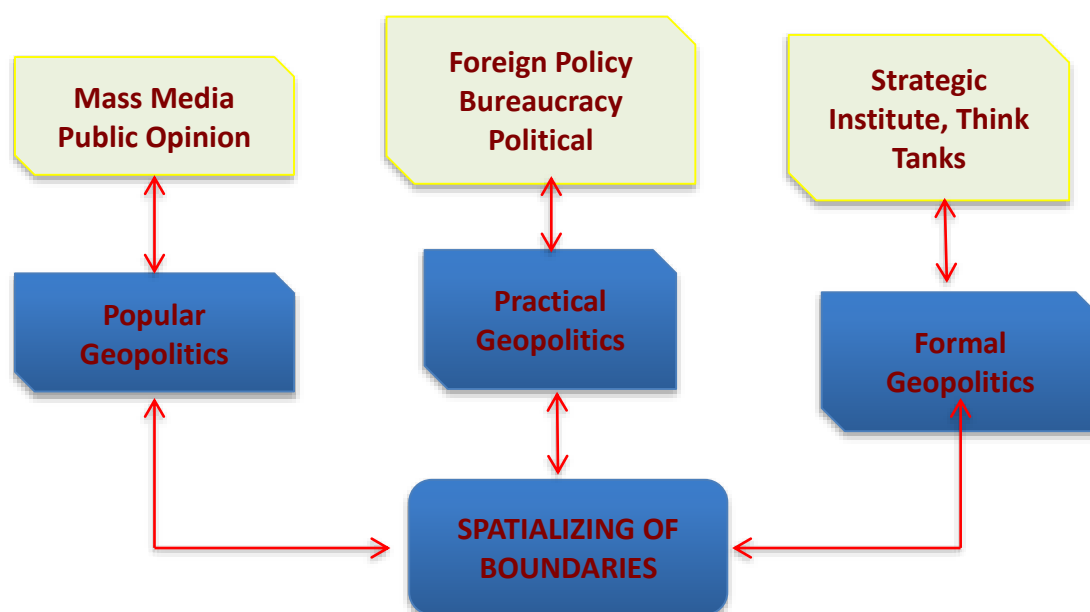 Mass Media
Public Opinion
Foreign Policy
Bureaucracy
Political
Strategic
Institute, Think
Tanks
Popular
Geopolitics
Practical
Geopolitics
Formal
Geopolitics
SPATIALIZING OF
BOUNDARIES